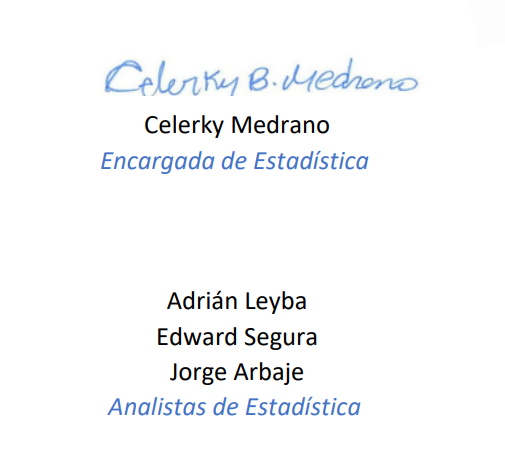 Celerky B. Medrano
Celerky Medrano
Encargada de Estadística
Adrián Leyba
Edward Segura
Jorge Arbaje
Analistas de Estadística